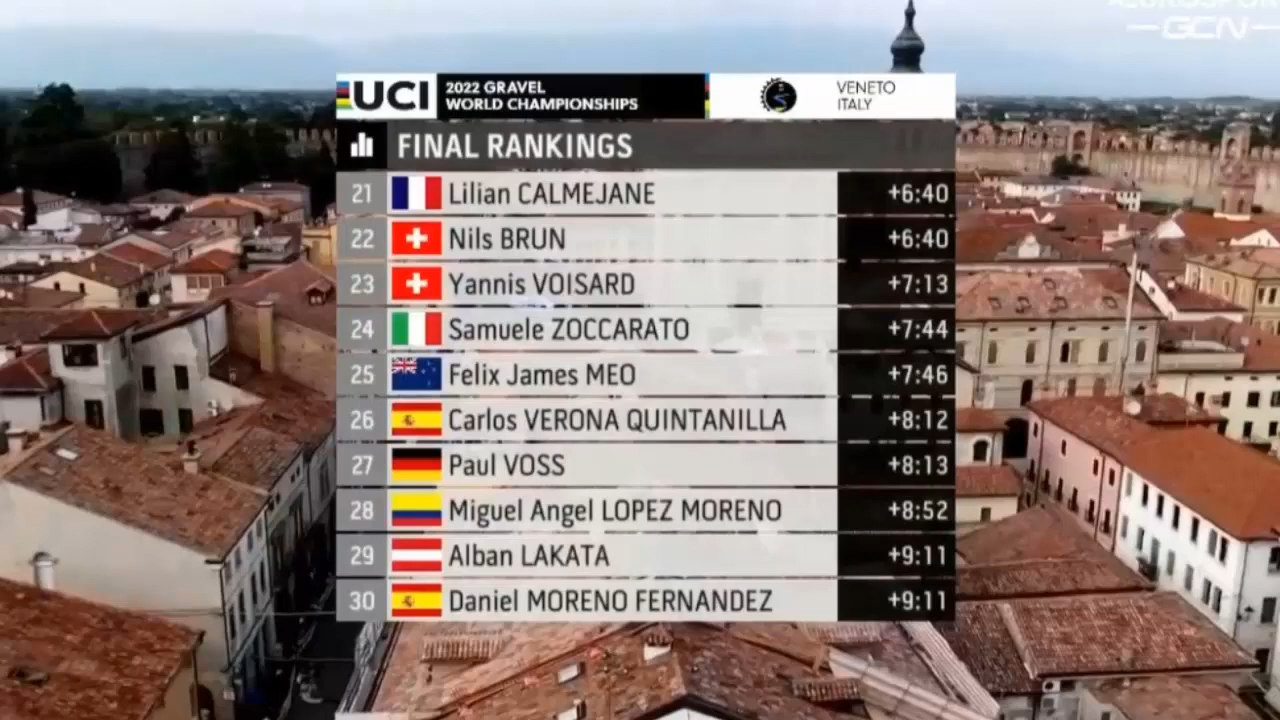 EUROSPORT
GCN
UCI
2022 GRAVEL
WORLD CHAMPIONSHIPS
VENETO
ITALY
FINAL RANKINGS
21 Lilian CALMEJANE +6:40
22 Nils BRUN +6:40
23 Yannis VOISARD +7:13
24 Samuele ZOCCARATO +7:44
25 Felix James MEO +7:46
26 Carlos VERONA QUINTANILLA +8:12
27 Paul VOSS +8:13
28 Miguel Angel LOPEZ MORENO +8:52
29 Alban LAKATA +9:11
30 Daniel MORENO FERNANDEZ +9:11